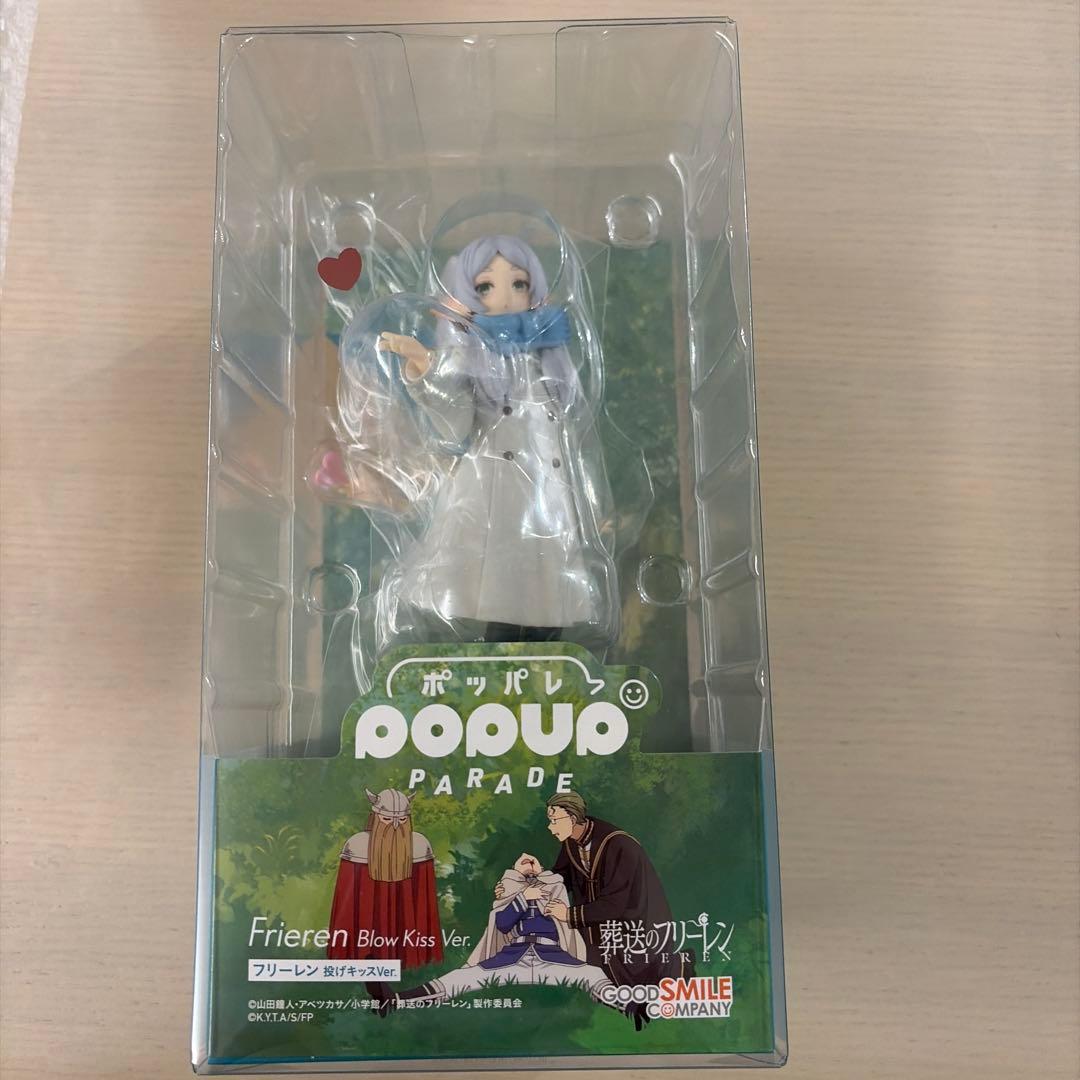 ポッパレ
POPUP
PARADE
Frieren Blow Kiss Ver.
フリーレン 投げキッスVer.
葬送のフリーレン
FRIEREN
©山田鐘人・アベツカサ／小学館／「葬送のフリーレン」製作委員会
©K.Y.T.A/S/FP
GOOD SMILE
COMPANY